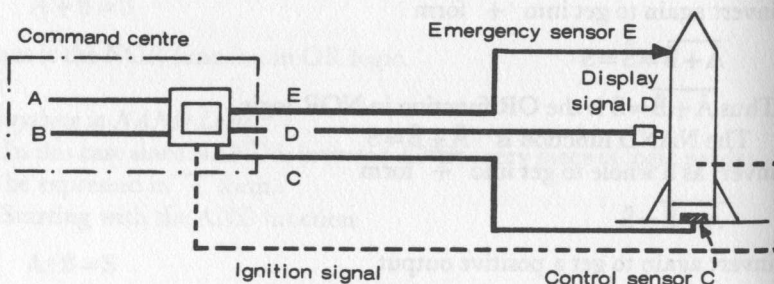 Command centre
Emergency sensor E
A
B
E
D
C
Display
signal D
Ignition signal
Control sensor C